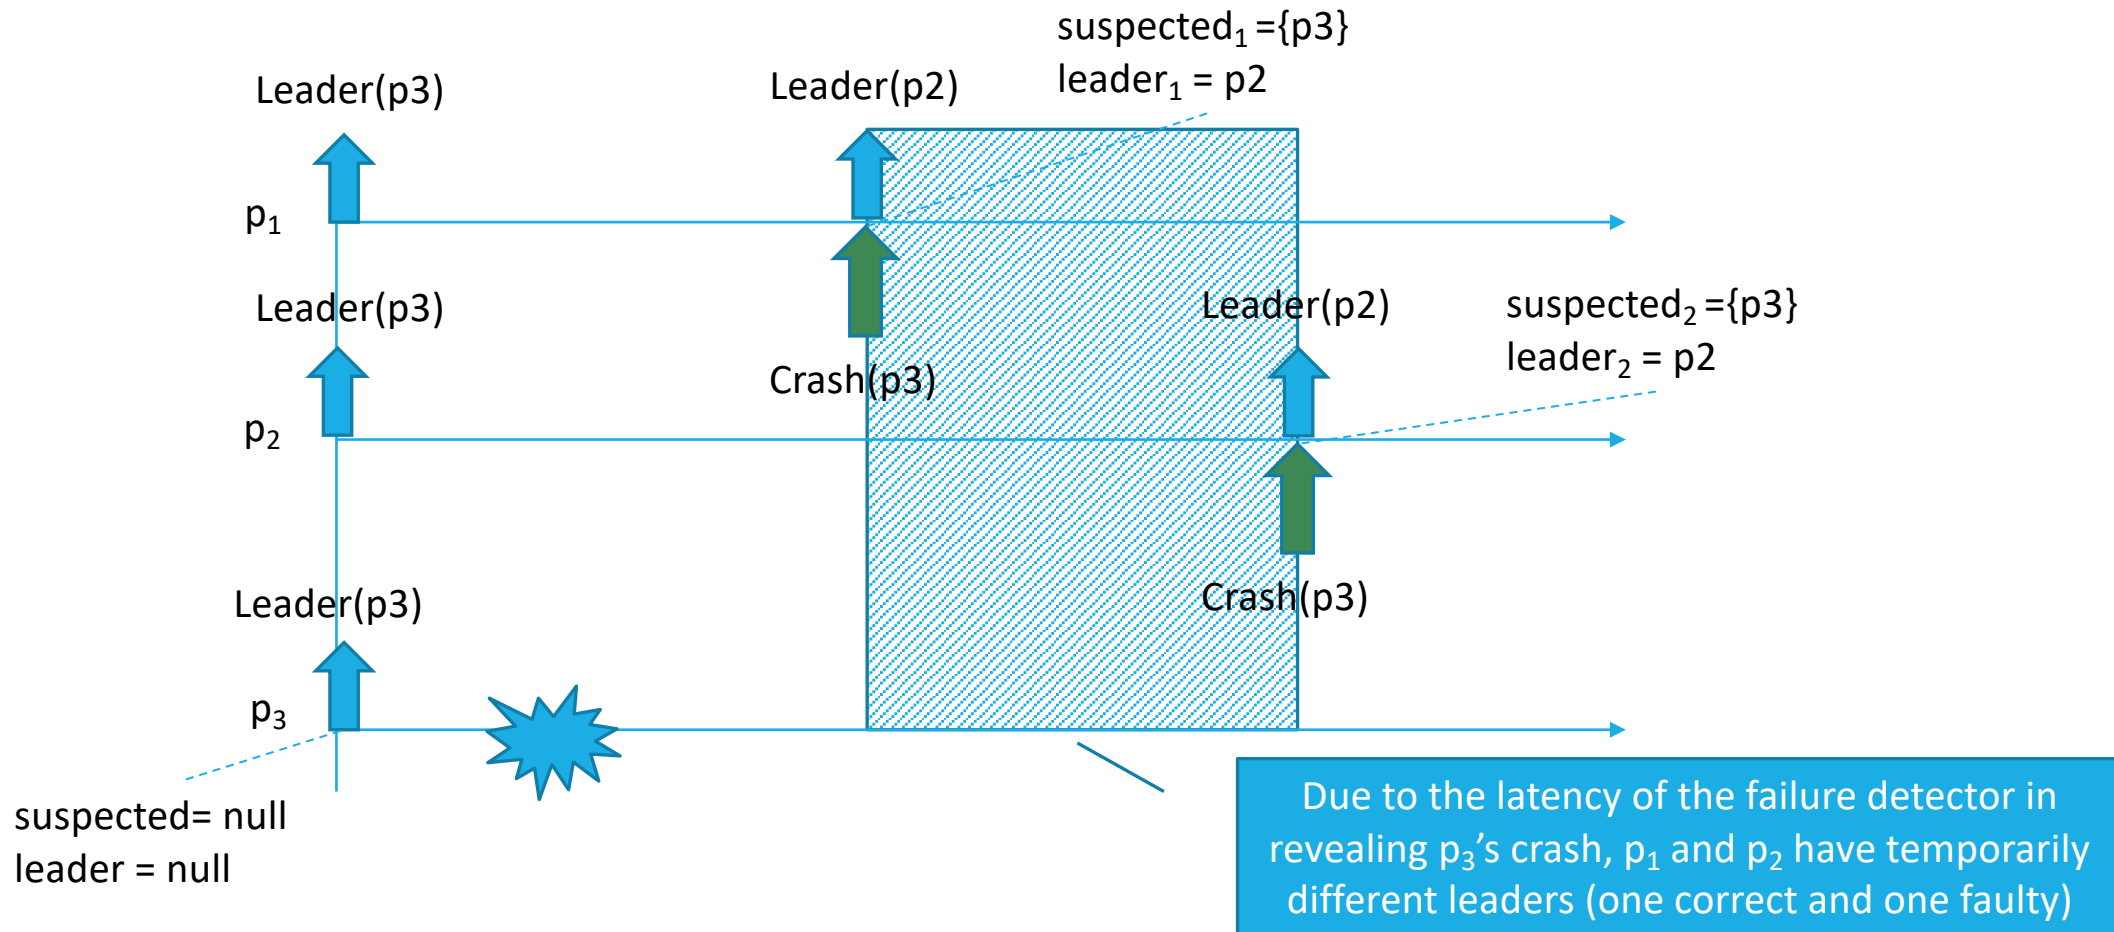 suspected₁ ={p3}
leader₁ = p2
Leader(p3)
Leader(p2)
p₁
Leader(p3)
Leader(p2)
suspected₂ ={p3}
leader₂ = p2
Crash(p3)
p₂
Leader(p3)
Crash(p3)
p₃
suspected= null
leader = null
Due to the latency of the failure detector in
revealing p₃’s crash, p₁ and p₂ have temporarily
different leaders (one correct and one faulty)